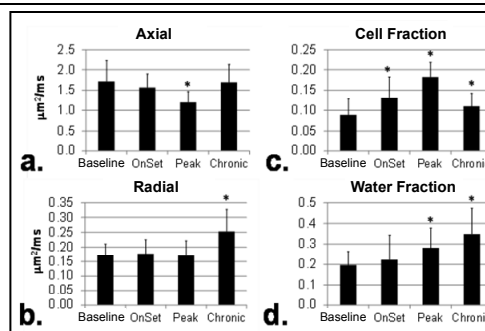 Axial
2.5
2.0
1.5
1.0
0.5
0.0
μm²/ms
*
Baseline OnSet Peak Chronic
a.
Cell Fraction
0.25
0.20
0.15
0.10
0.05
0.00
* * *
Baseline OnSet Peak Chronic
c.
Radial
0.35
0.30
0.25
0.20
0.15
0.10
0.05
0.00
μm²/ms
*
Baseline OnSet Peak Chronic
b.
Water Fraction
0.5
0.4
0.3
0.2
0.1
0
* *
Baseline OnSet Peak Chronic
d.